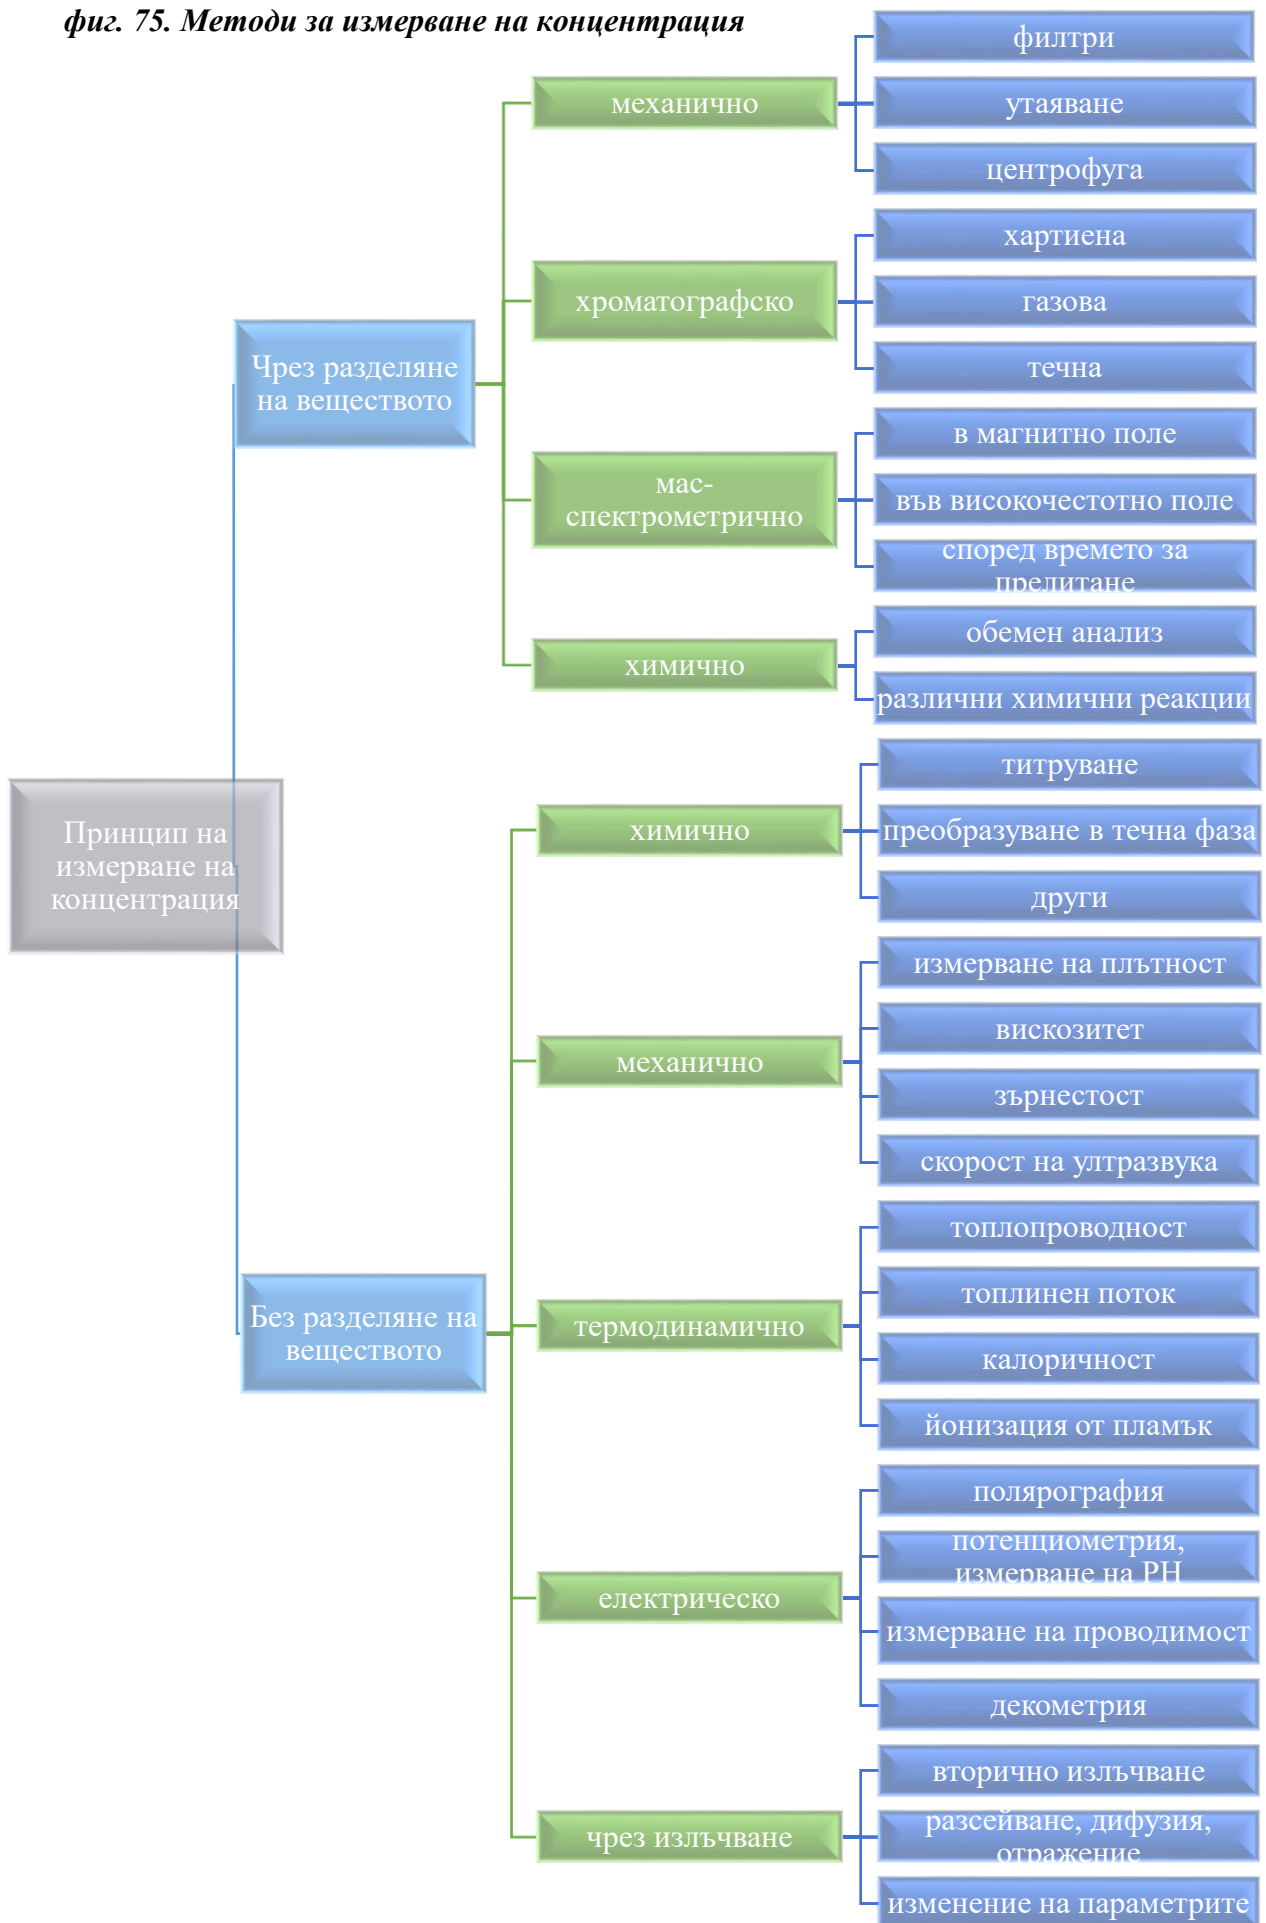 фиг. 75. Методи за измерване на концентрация
Принцип на
измерване на
концентрация
Чрез разделяне
на веществото
механично
филтри
утаяване
центрофуга
хроматографско
хартиена
газова
течна
мас-
спектрометрично
в магнитно поле
във високочестотно поле
според времето за
прелитане
химично
обемен анализ
различни химични реакции
Без разделяне на
веществото
химично
титруване
преобразуване в течна фаза
други
механично
измерване на плътност
вискозитет
зърнестост
скорост на ултразвука
термодинамично
топлопроводност
топлинен поток
калоричност
йонизация от пламък
електрическо
полярография
потенциометрия,
измерване на РН
измерване на проводимост
декометрия
чрез излъчване
вторично излъчване
разсейване, дифузия,
отражение
изменение на параметрите